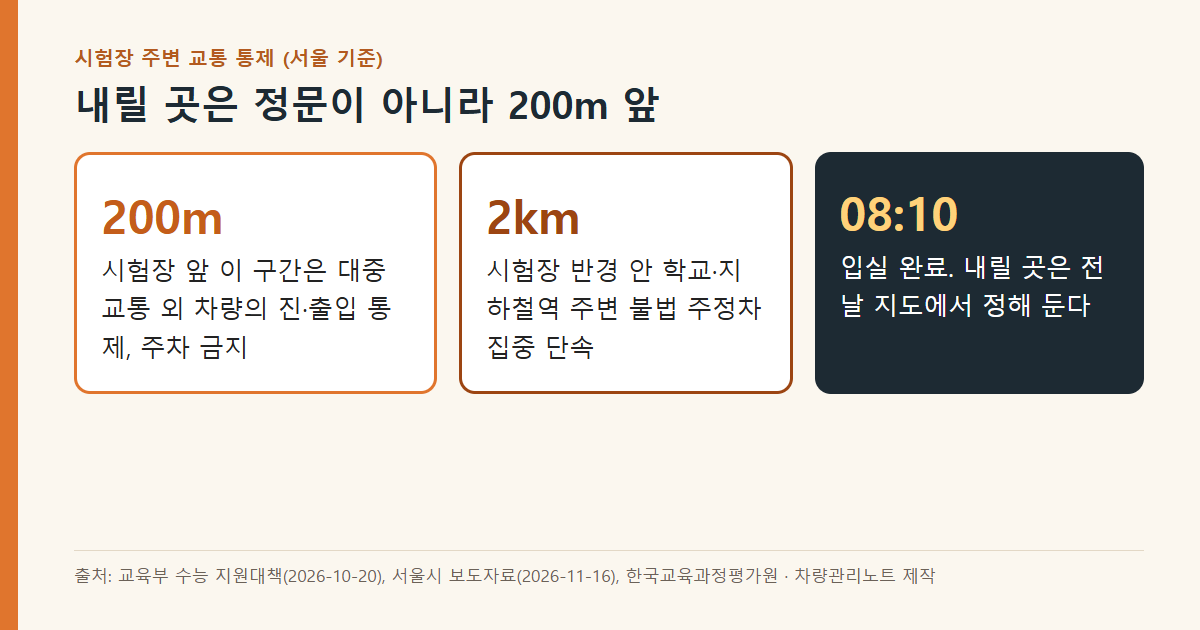 시험장 주변 교통 통제 (서울 기준)
내릴 곳은 정문이 아니라 200m 앞
200m
시험장 앞 이 구간은 대중
교통 외 차량의 진·출입 통
제, 주차 금지
2km
시험장 반경 안 학교·지
하철역 주변 불법 주정차
집중 단속
08:10
입실 완료. 내릴 곳은 전
날 지도에서 정해 둔다
출처: 교육부 수능 지원대책(2026-10-20), 서울시 보도자료(2026-11-16), 한국교육과정평가원 · 차량관리노트 제작